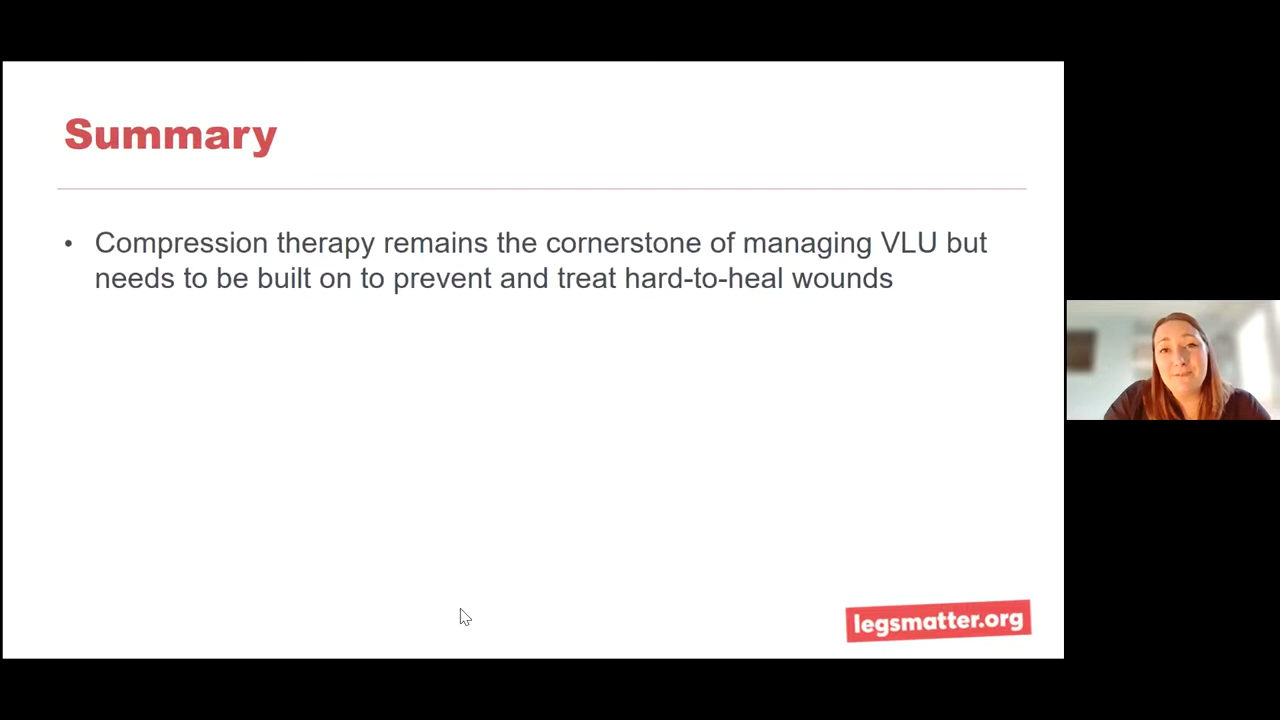 Summary
• Compression therapy remains the cornerstone of managing VLU but
needs to be built on to prevent and treat hard-to-heal wounds
legsmatter.org